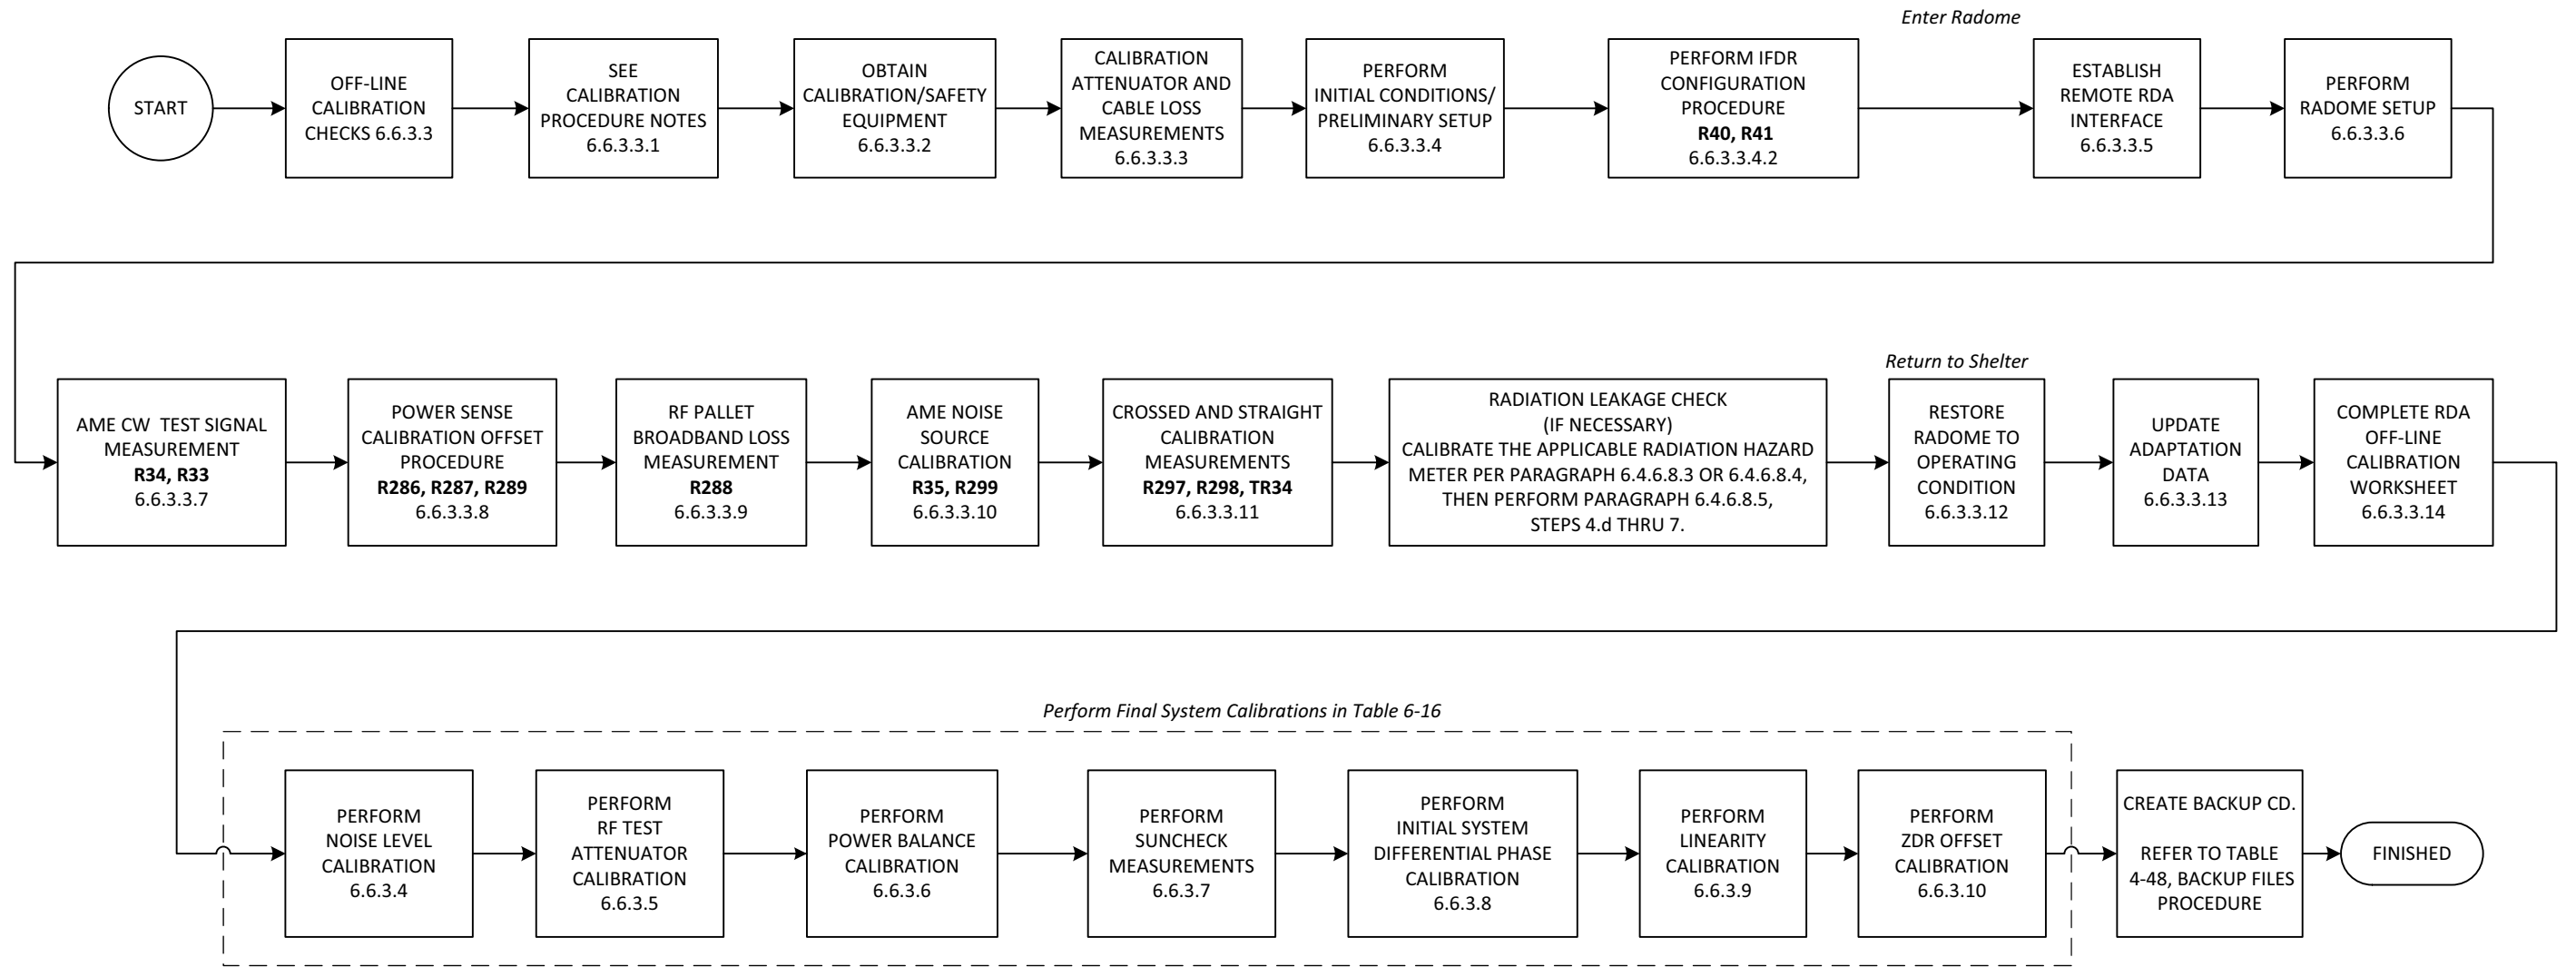 Enter Radome
START
OFF-LINE
CALIBRATION
CHECKS 6.6.3.3
SEE
CALIBRATION
PROCEDURE NOTES
6.6.3.3.1
OBTAIN
CALIBRATION/SAFETY
EQUIPMENT
6.6.3.3.2
CALIBRATION
ATTENUATOR AND
CABLE LOSS
MEASUREMENTS
6.6.3.3.3
PERFORM
INITIAL CONDITIONS/
PRELIMINARY SETUP
6.6.3.3.4
PERFORM IFDR
CONFIGURATION
PROCEDURE
R40, R41
6.6.3.3.4.2
ESTABLISH
REMOTE RDA
INTERFACE
6.6.3.3.5
PERFORM
RADOME SETUP
6.6.3.3.6
AME CW  TEST SIGNAL
MEASUREMENT
R34, R33
6.6.3.3.7
POWER SENSE
CALIBRATION OFFSET
PROCEDURE
R286, R287, R289
6.6.3.3.8
RF PALLET
BROADBAND LOSS
MEASUREMENT
R288
6.6.3.3.9
AME NOISE
SOURCE
CALIBRATION
R35, R299
6.6.3.3.10
CROSSED AND STRAIGHT
CALIBRATION
MEASUREMENTS
R297, R298, TR34
6.6.3.3.11
RADIATION LEAKAGE CHECK
(IF NECESSARY)
CALIBRATE THE APPLICABLE RADIATION HAZARD
METER PER PARAGRAPH 6.4.6.8.3 OR 6.4.6.8.4,
THEN PERFORM PARAGRAPH 6.4.6.8.5,
STEPS 4.d THRU 7.
Return to Shelter
RESTORE
RADOME TO
OPERATING
CONDITION
6.6.3.3.12
UPDATE
ADAPTATION
DATA
6.6.3.3.13
COMPLETE RDA
OFF-LINE
CALIBRATION
WORKSHEET
6.6.3.3.14
Perform Final System Calibrations in Table 6-16
PERFORM
NOISE LEVEL
CALIBRATION
6.6.3.4
PERFORM
RF TEST
ATTENUATOR
CALIBRATION
6.6.3.5
PERFORM
POWER BALANCE
CALIBRATION
6.6.3.6
PERFORM
SUNCHECK
MEASUREMENTS
6.6.3.7
PERFORM
INITIAL SYSTEM
DIFFERENTIAL PHASE
CALIBRATION
6.6.3.8
PERFORM
LINEARITY
CALIBRATION
6.6.3.9
PERFORM
ZDR OFFSET
CALIBRATION
6.6.3.10
CREATE BACKUP CD.
REFER TO TABLE
4-48, BACKUP FILES
PROCEDURE
FINISHED